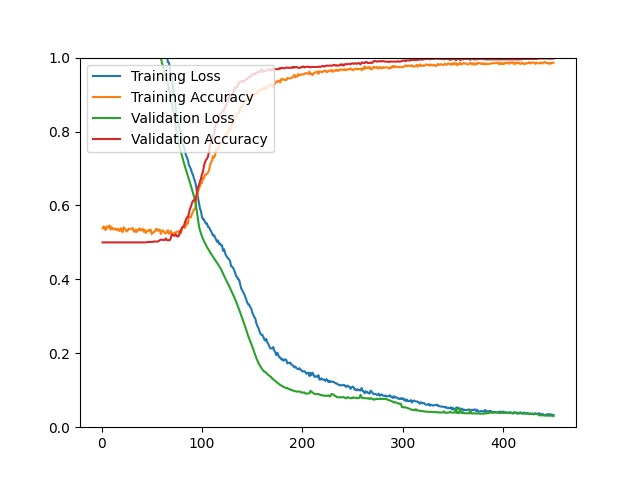 1.0
0.8
0.6
0.4
0.2
0.0
Training Loss
Training Accuracy
Validation Loss
Validation Accuracy
0 100 200 300 400